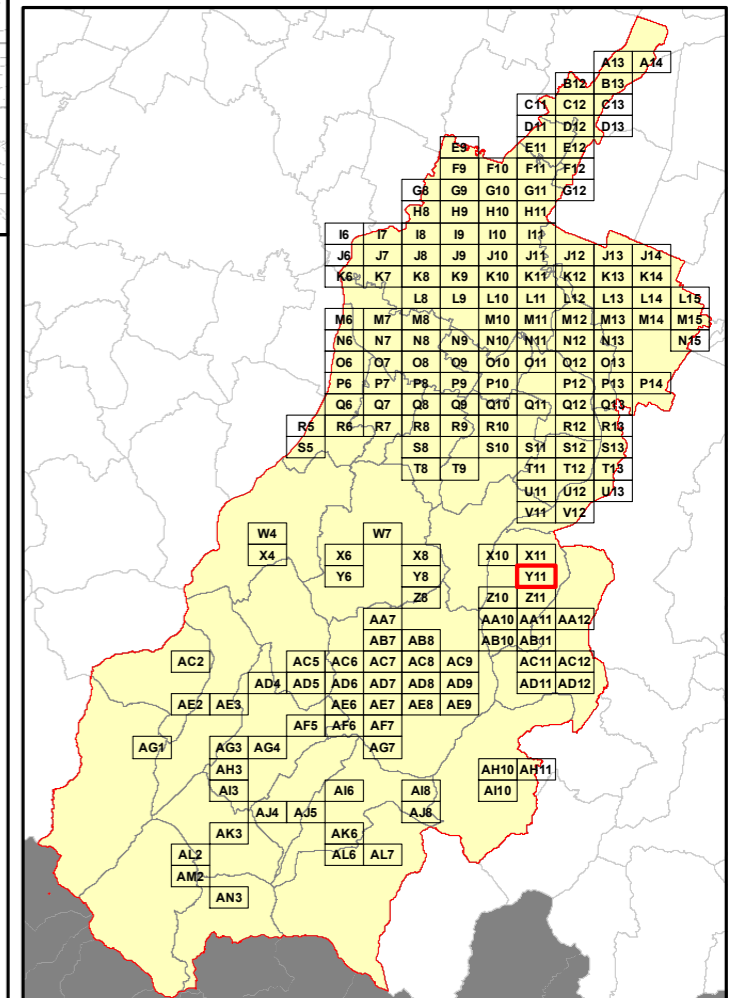 A13 A14
B12 B13
C11 C12 C13
D11 D12 D13
E9 E11 E12
F9 F10 F11 F12
G8 G9 G10 G11 G12
H8 H9 H10 H11
I6 I7 I8 I9 I10 I11
J6 J7 J8 J9 J10 J11 J12 J13 J14
K6 K7 K8 K9 K10 K11 K12 K13 K14
L8 L9 L10 L11 L12 L13 L14 L15
M6 M7 M8 M10 M11 M12 M13 M14 M15
N6 N7 N8 N9 N10 N11 N12 N13 N15
O6 O7 O8 O9 O10 O11 O12 O13
P6 P7 P8 P9 P10 P12 P13 P14
Q6 Q7 Q8 Q9 Q10 Q11 Q12 Q13
R5 R6 R7 R8 R9 R10 R12 R13
S5 S8 S10 S11 S12 S13
T8 T9 T11 T12 T13
U11 U12 U13
V11 V12
W4 W7
X4 X6 X8 X10 X11
Y6 Y8 Y11
Z8 Z10 Z11
AA7 AA10 AA11 AA12
AB7 AB8 AB10 AB11
AC2 AC5 AC6 AC7 AC8 AC9 AC11 AC12
AD4 AD5 AD6 AD7 AD8 AD9 AD11 AD12
AE2 AE3 AE6 AE7 AE8 AE9
AF5 AF6 AF7
AG1 AG3 AG4 AG7
AH3 AH10 AH11
AI3 AI6 AI8 AI10
AJ4 AJ5 AJ8
AK3 AK6
AL2 AL6 AL7
AM2
AN3